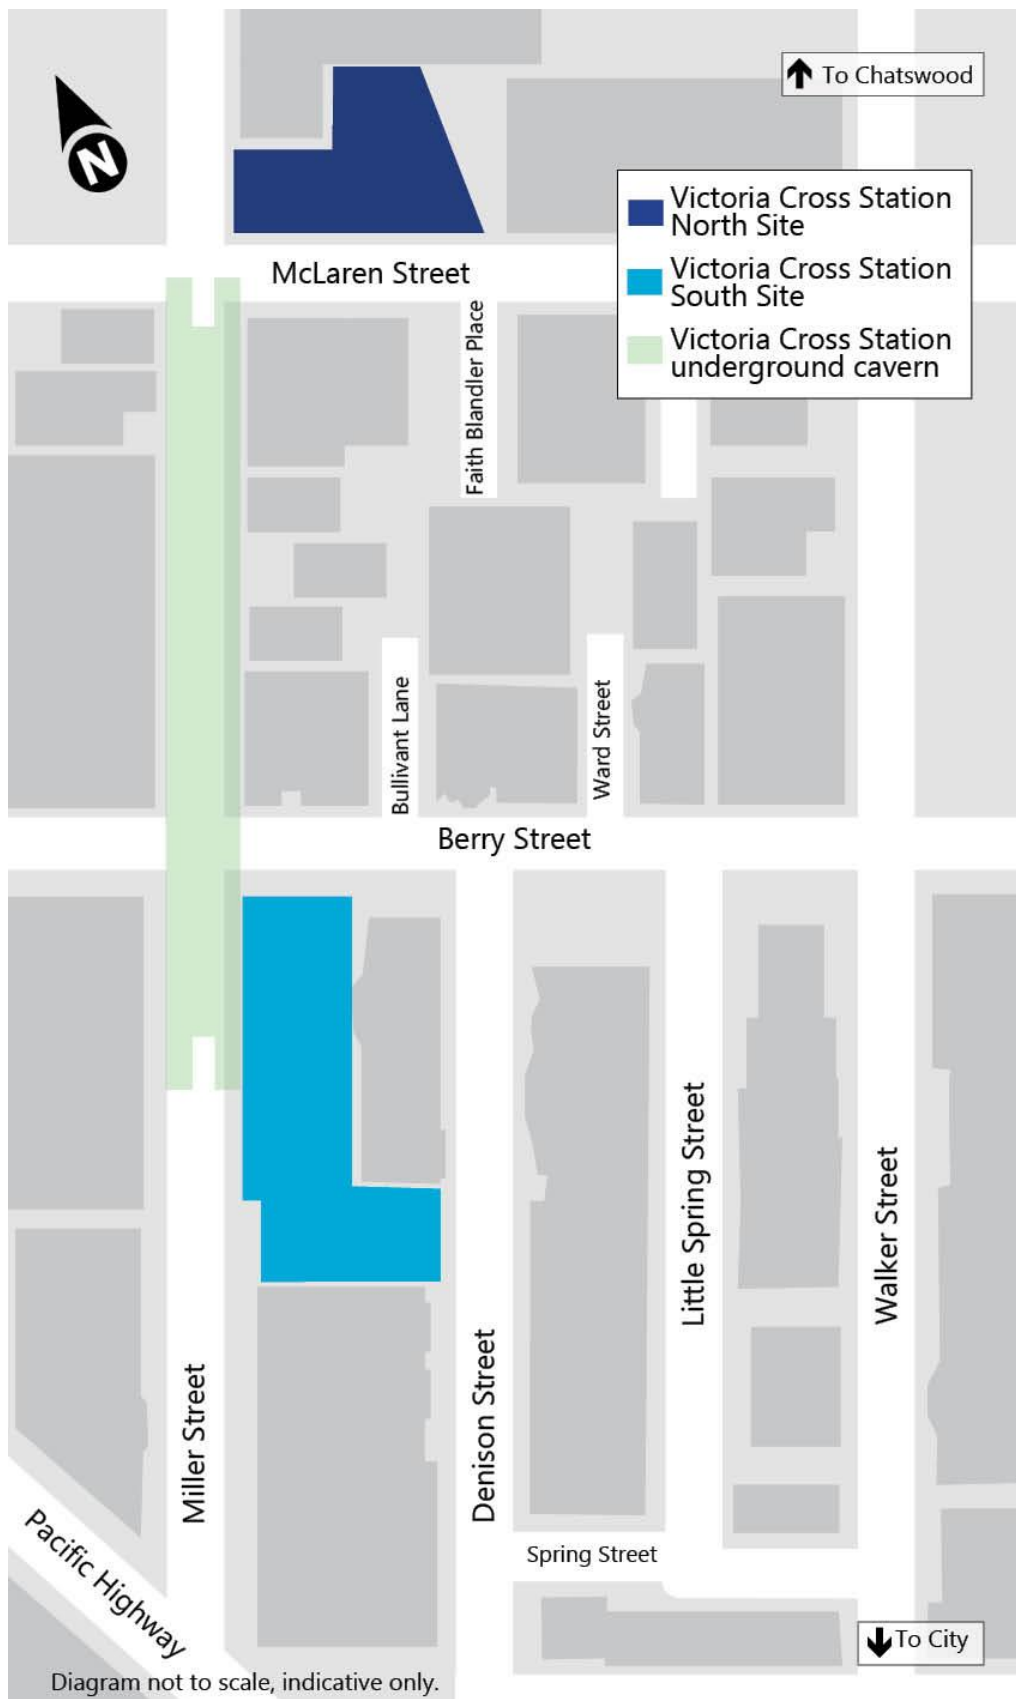 N
To Chatswood
Victoria Cross Station
North Site
Victoria Cross Station
South Site
Victoria Cross Station
underground cavern
McLaren Street
Faith Blandler Place
Bullivant Lane
Ward Street
Berry Street
Little Spring Street
Walker Street
Denison Street
Miller Street
Spring Street
Pacific Highway
To City
Diagram not to scale, indicative only.